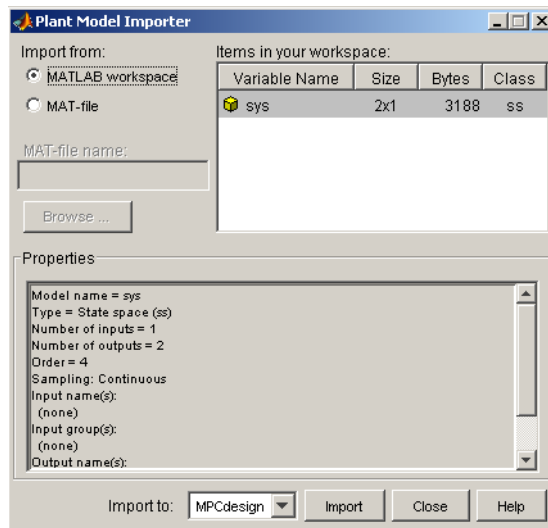 Plant Model Importer
Import from:
MATLAB workspace
MAT-file
MAT-file name:
Browse ...
Items in your workspace:
Variable Name Size Bytes Class
sys 2x1 3188 ss
Properties
Model name = sys
Type = State space (ss)
Number of inputs = 1
Number of outputs = 2
Order = 4
Sampling: Continuous
Input name(s):
(none)
Input group(s):
(none)
Output name(s):
Import to: MPCdesign Import Close Help